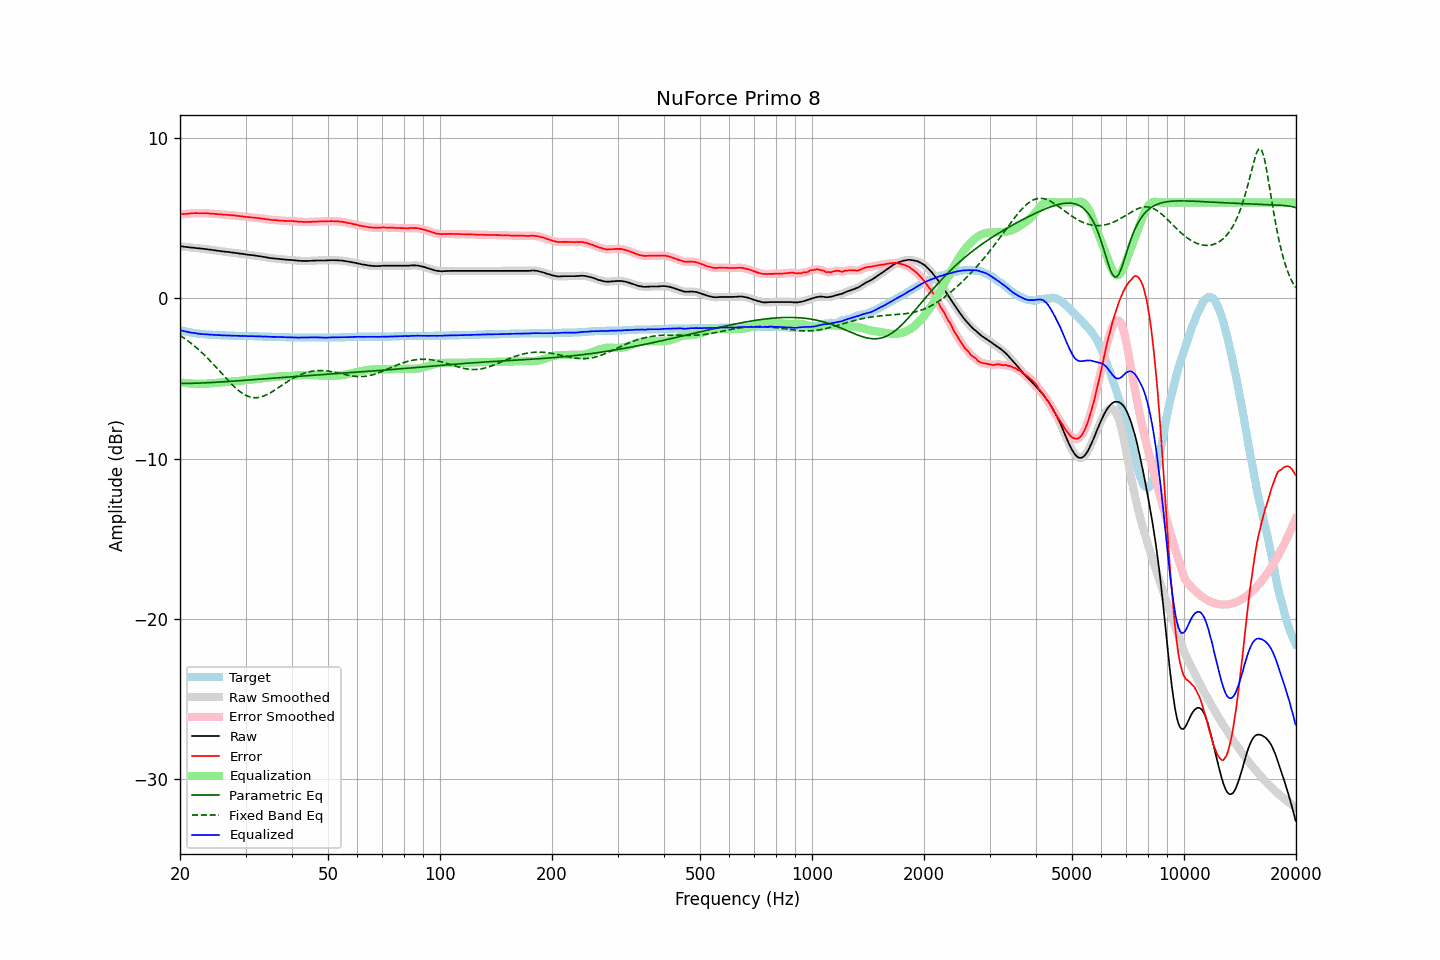 NuForce Primo 8
10
0
−10
−20
−30
Amplitude (dBr)
Target
Raw Smoothed
Error Smoothed
Raw
Error
Equalization
Parametric Eq
Fixed Band Eq
Equalized
20 50 100 200 500 1000 2000 5000 10000 20000
Frequency (Hz)